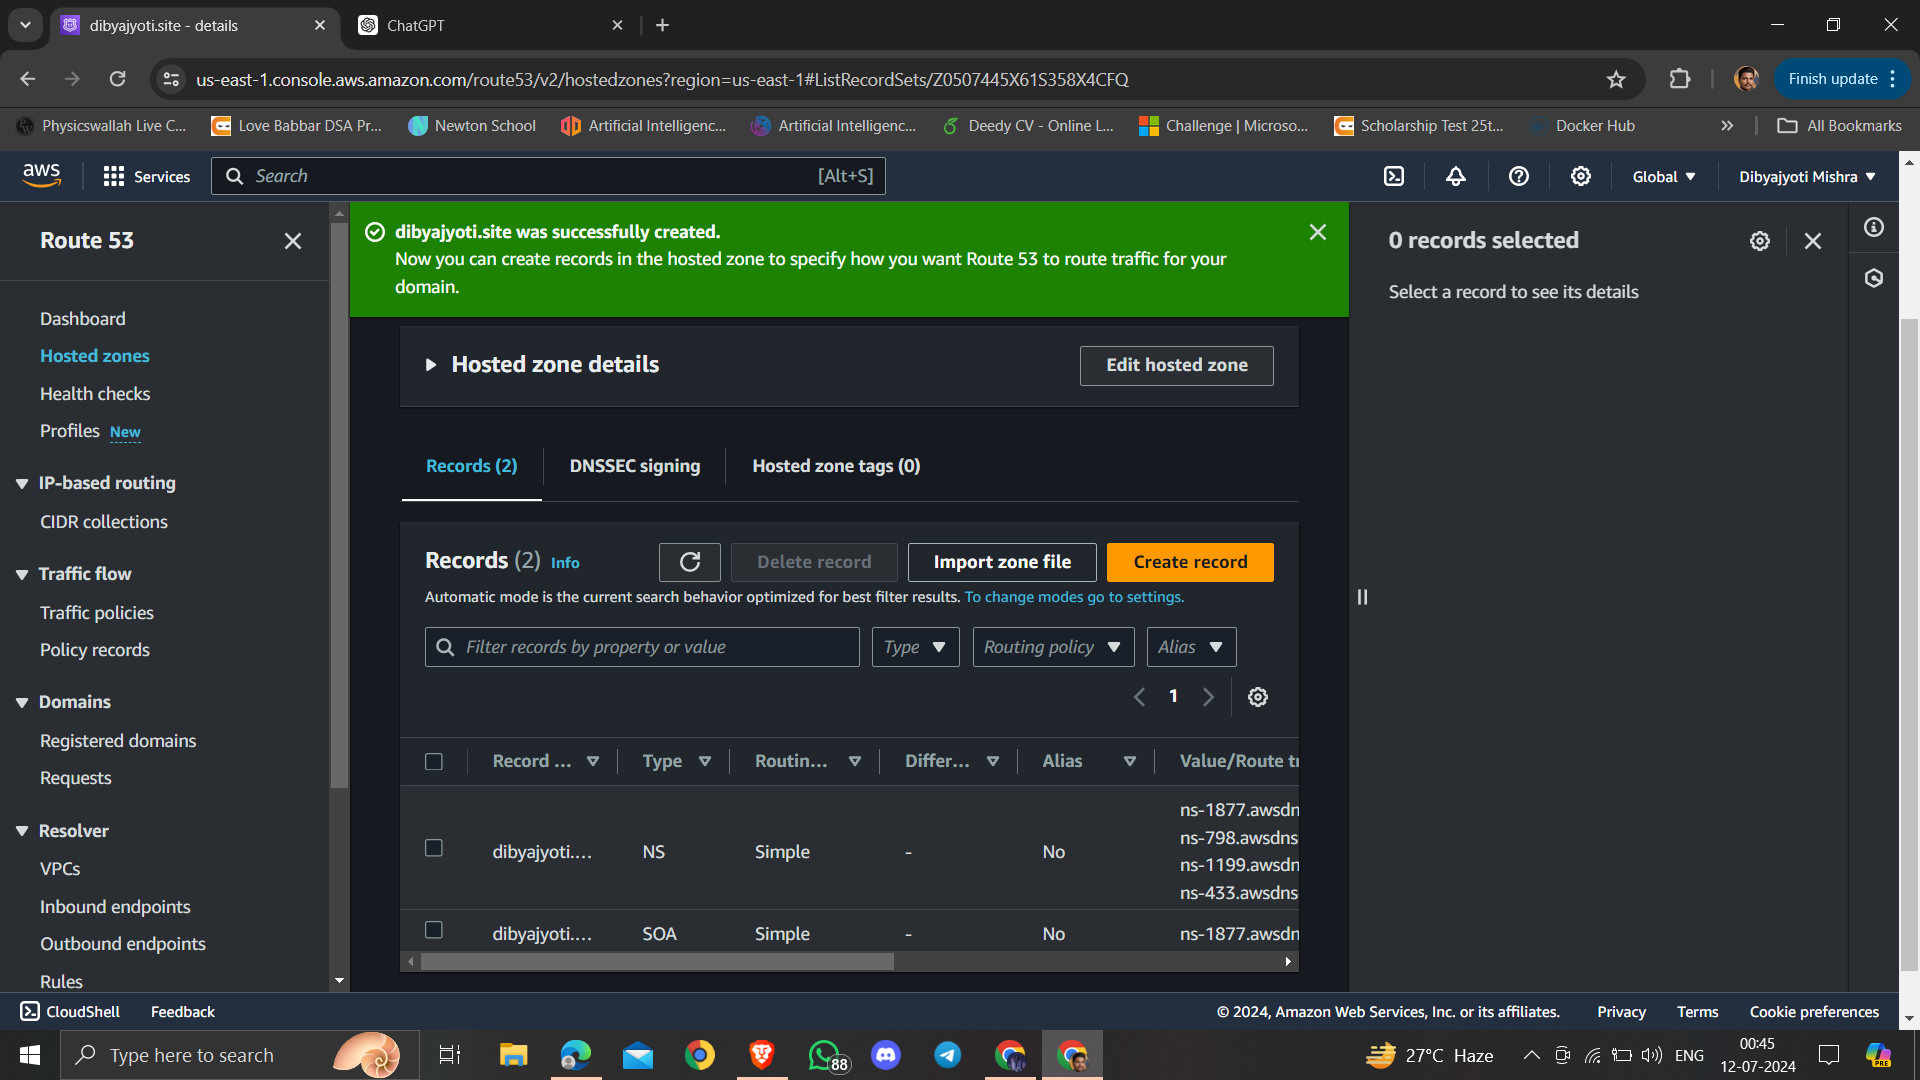 dibyajyoti.site - details
ChatGPT
us-east-1.console.aws.amazon.com/route53/v2/hostedzones?region=us-east-1#ListRecordSets/Z0507445X61S358X4CFQ
Finish update
Physicswallah Live C...
Love Babbar DSA Pr...
Newton School
Artificial Intelligenc...
Artificial Intelligenc...
Deedy CV - Online L...
Challenge | Microso...
Scholarship Test 25t...
Docker Hub
All Bookmarks
aws
Services
Search
[Alt+S]
Global
Dibyajyoti Mishra
Route 53
Dashboard
Hosted zones
Health checks
Profiles New
IP-based routing
CIDR collections
Traffic flow
Traffic policies
Policy records
Domains
Registered domains
Requests
Resolver
VPCs
Inbound endpoints
Outbound endpoints
Rules
dibyajyoti.site was successfully created.
Now you can create records in the hosted zone to specify how you want Route 53 to route traffic for your
domain.
Hosted zone details
Edit hosted zone
Records (2)
DNSSEC signing
Hosted zone tags (0)
Records (2) Info
Delete record
Import zone file
Create record
Automatic mode is the current search behavior optimized for best filter results. To change modes go to settings.
Filter records by property or value
Type
Routing policy
Alias
1
Record ...
Type
Routin...
Differ...
Alias
Value/Route tr
dibyajyoti....
NS
Simple
-
No
ns-1877.awsdn
ns-798.awsdns
ns-1199.awsdn
ns-433.awsdns
dibyajyoti....
SOA
Simple
-
No
ns-1877.awsdn
0 records selected
Select a record to see its details
CloudShell
Feedback
© 2024, Amazon Web Services, Inc. or its affiliates.
Privacy
Terms
Cookie preferences
Type here to search
88
27°C Haze
ENG
00:45
12-07-2024
PRE